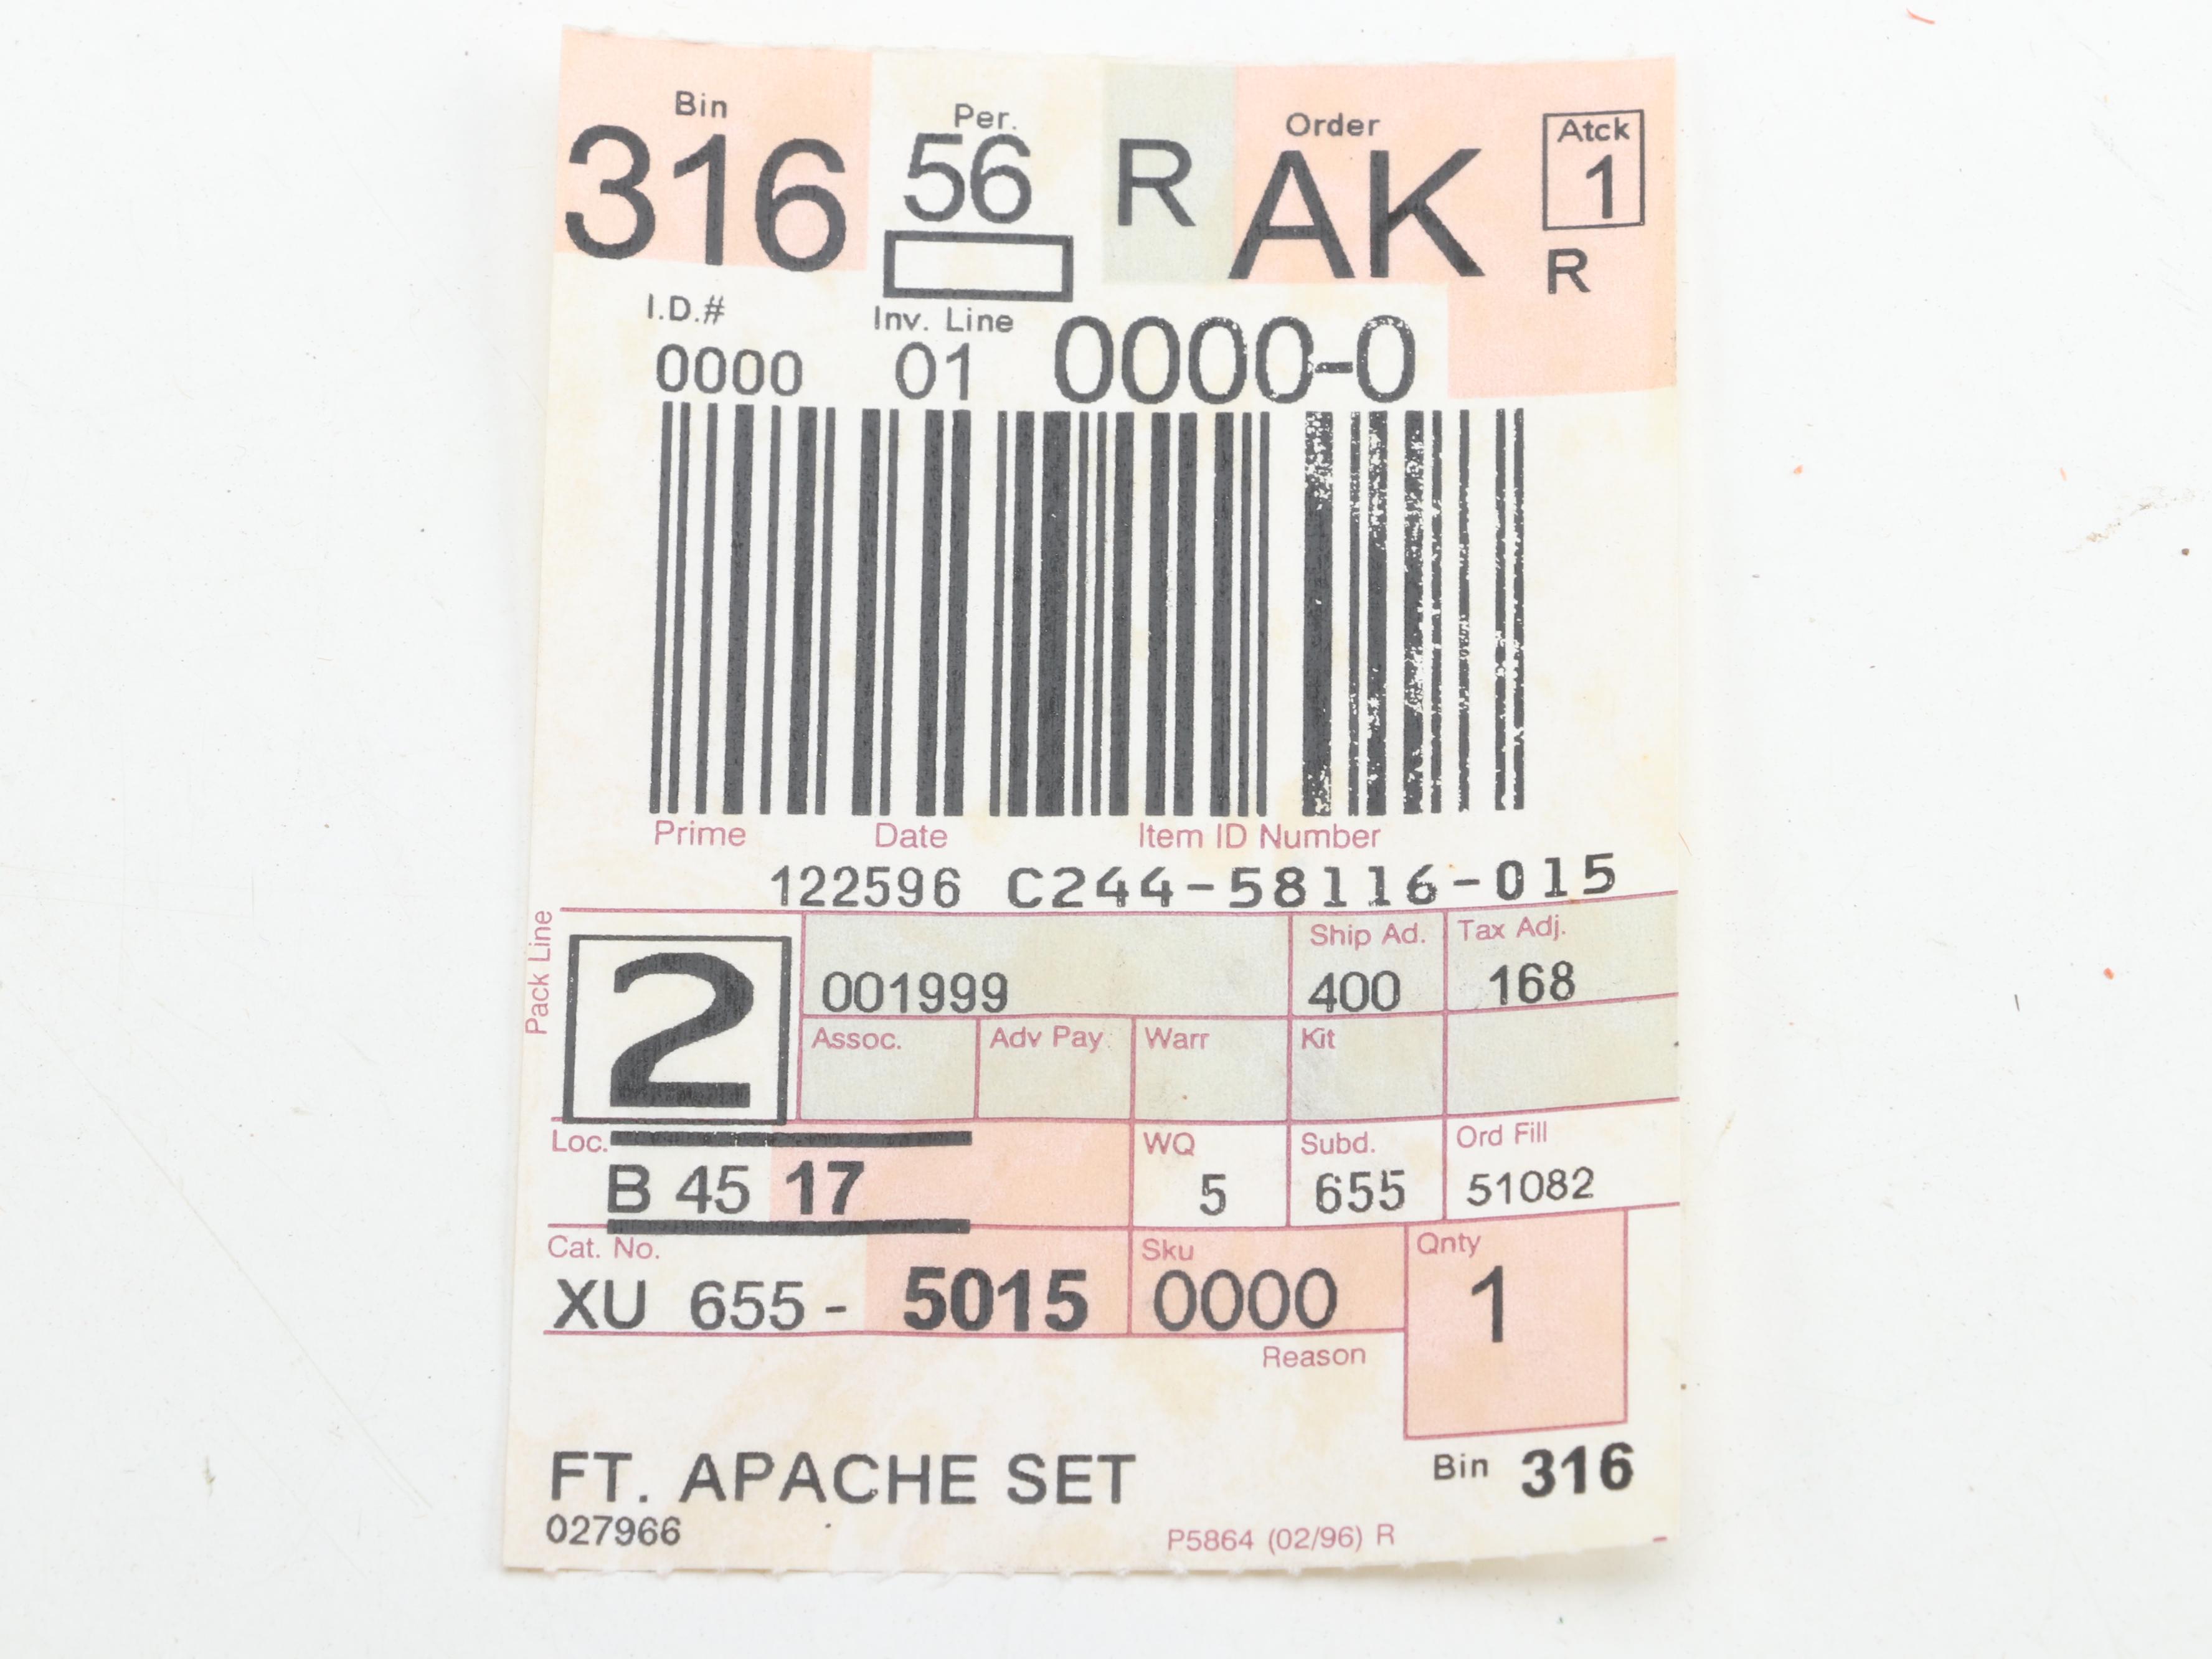 Bin Per. Order Atck
316 56 R AK 1
R
I.D.# Inv. Line
0000 01 0000-0
Prime Date Item ID Number
122596 C244-58116-015
Pack Line
2
Ship Ad. Tax Adj.
001999 400 168
Assoc. Adv Pay Warr Kit
Loc. WQ Subd. Ord Fill
B 45 17 5 655 51082
Cat. No. Sku Qnty
XU 655 - 5015 0000 1
Reason
FT. APACHE SET Bin 316
027966 P5864 (02/96) R